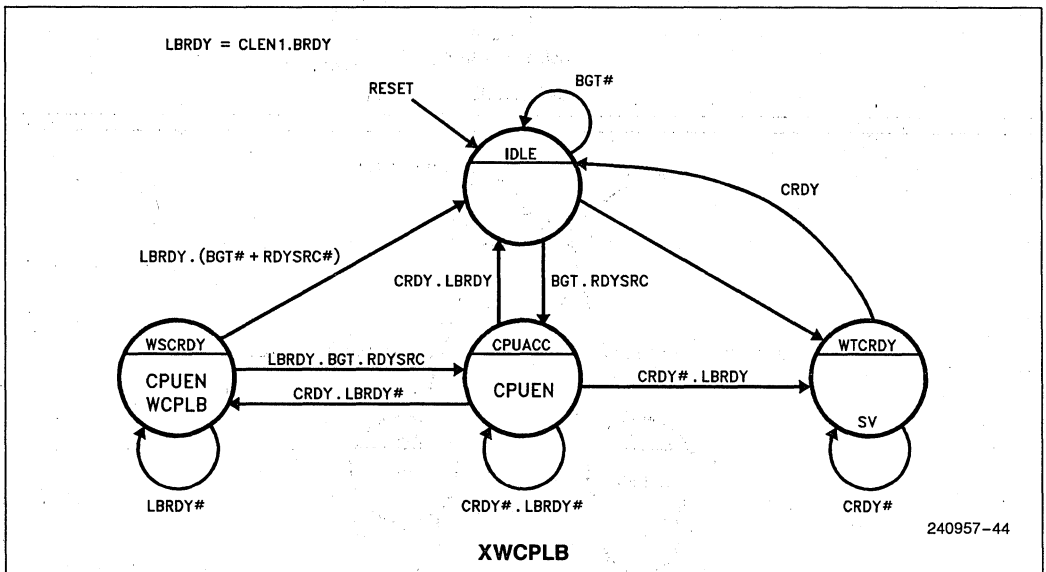 LBRDY = CLEN1.BRDY
RESET
BGT#
IDLE
CRDY
LBRDY.(BGT# + RDYSRC#)
CRDY.LBRDY
BGT.RDYSRC
WSCRDY
CPUEN
WCPLB
LBRDY.BGT.RDYSRC
CRDY.LBRDY#
CPUACC
CPUEN
CRDY#.LBRDY
WTCRDY
SV
LBRDY#
CRDY#.LBRDY#
CRDY#
240957-44
XWCPLB